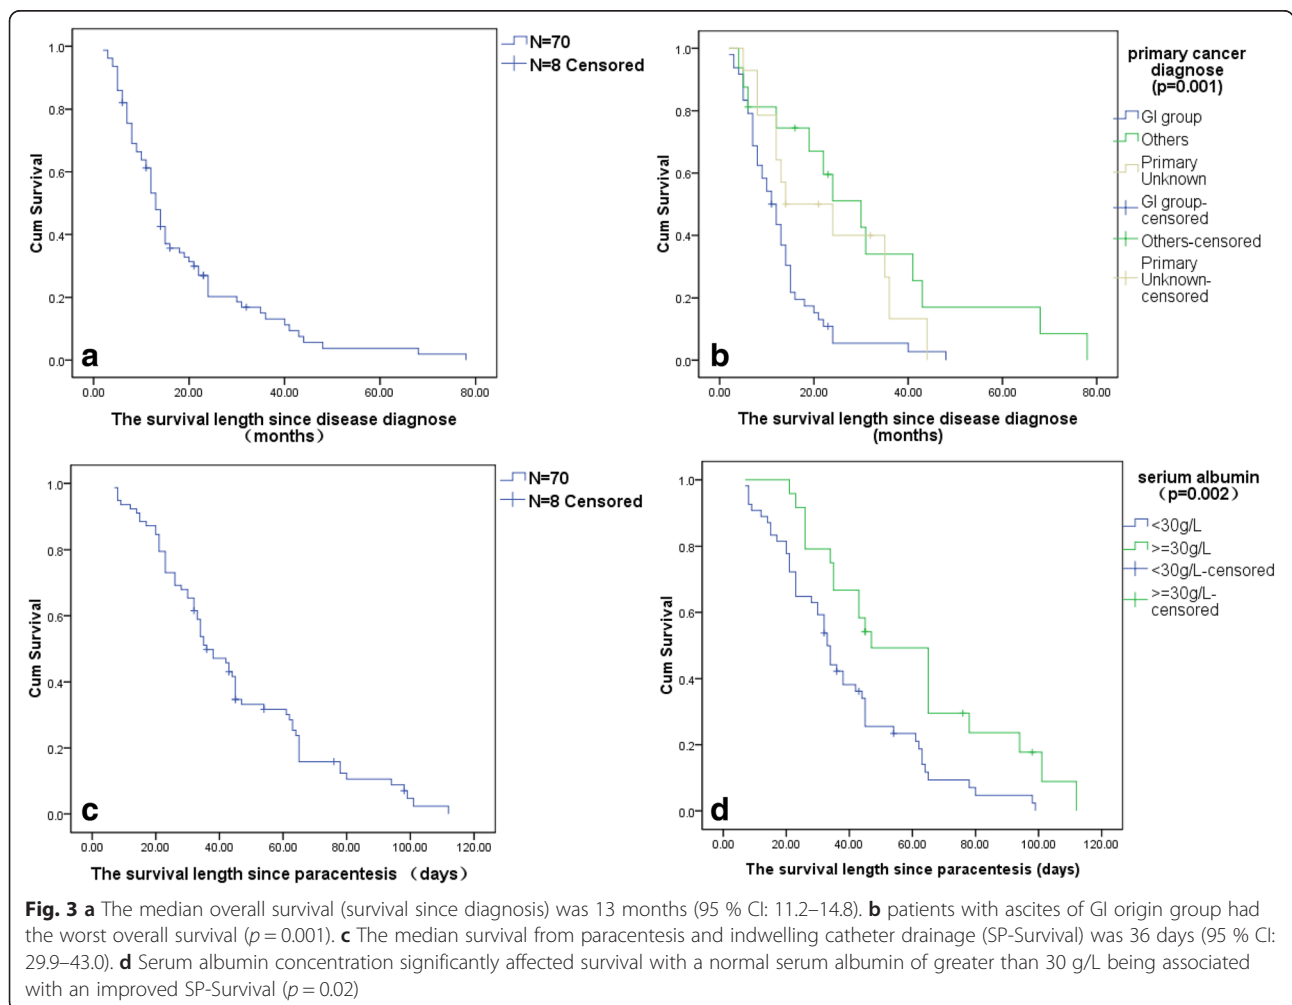 1.0
0.8
0.6
0.4
0.2
0.0
Cum Survival
a
0.00 20.00 40.00 60.00 80.00
The survival length since disease diagnose
（months）
N=70
N=8 Censored
1.0
0.8
0.6
0.4
0.2
0.0
Cum Survival
b
0.00 20.00 40.00 60.00 80.00
The survival length since disease diagnose
(months)
primary cancer
diagnose
(p=0.001)
GI group
Others
Primary
Unknown
GI group-
censored
Others-censored
Primary
Unknown-
censored
1.0
0.8
0.6
0.4
0.2
0.0
Cum Survival
c
0.00 20.00 40.00 60.00 80.00 100.00 120.00
The survival length since paracentesis （days）
N=70
N=8 Censored
1.0
0.8
0.6
0.4
0.2
0.0
Cum Survival
d
0.00 20.00 40.00 60.00 80.00 100.00 120.00
The survival length since paracentesis (days)
serium albumin
（p=0.002）
<30g/L
>=30g/L
<30g/L-censored
>=30g/L-
censored
Fig. 3 a The median overall survival (survival since diagnosis) was 13 months (95 % CI: 11.2–14.8). b patients with ascites of GI origin group had
the worst overall survival (p = 0.001). c The median survival from paracentesis and indwelling catheter drainage (SP-Survival) was 36 days (95 % CI:
29.9–43.0). d Serum albumin concentration significantly affected survival with a normal serum albumin of greater than 30 g/L being associated
with an improved SP-Survival (p = 0.02)